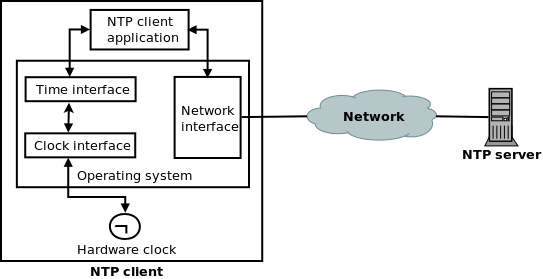 NTP client
application
Time interface
Network
interface
Clock interface
Operating system
Hardware clock
NTP client
Network
NTP server